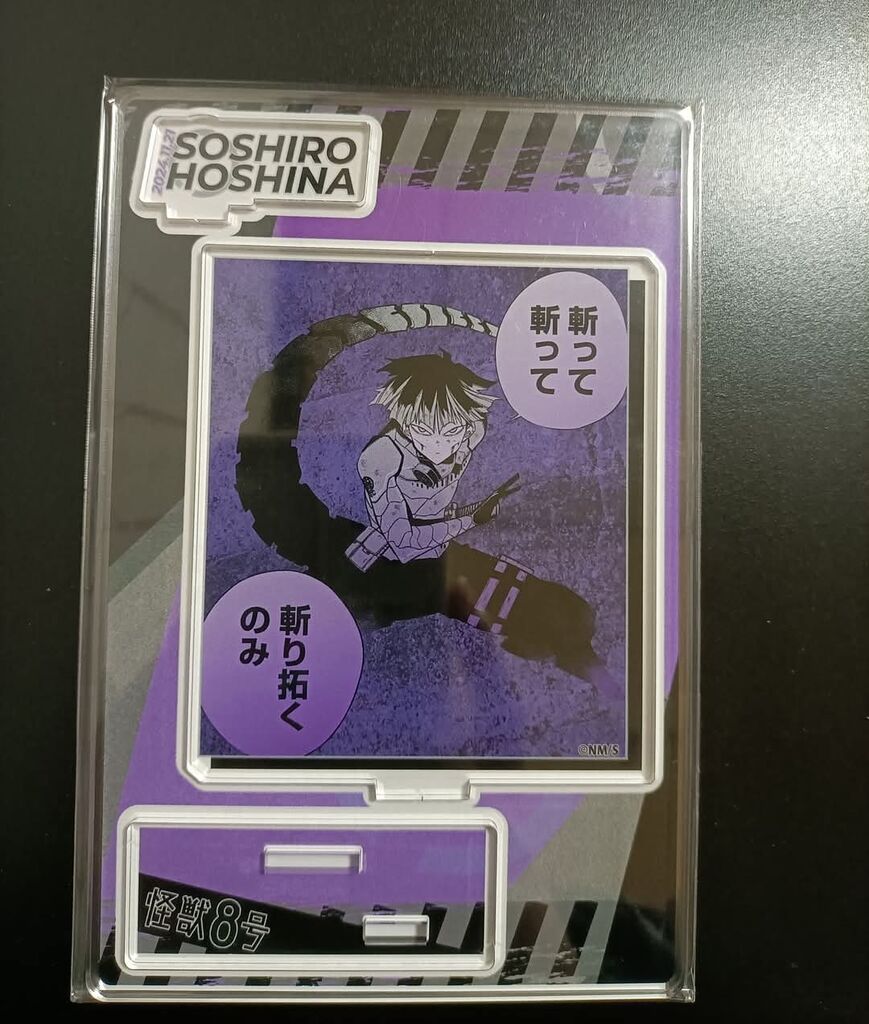 2024.11.21
SOSHIRO
HOSHINA
斬って
斬って
斬り拓く
のみ
©NM/S
怪獣8号